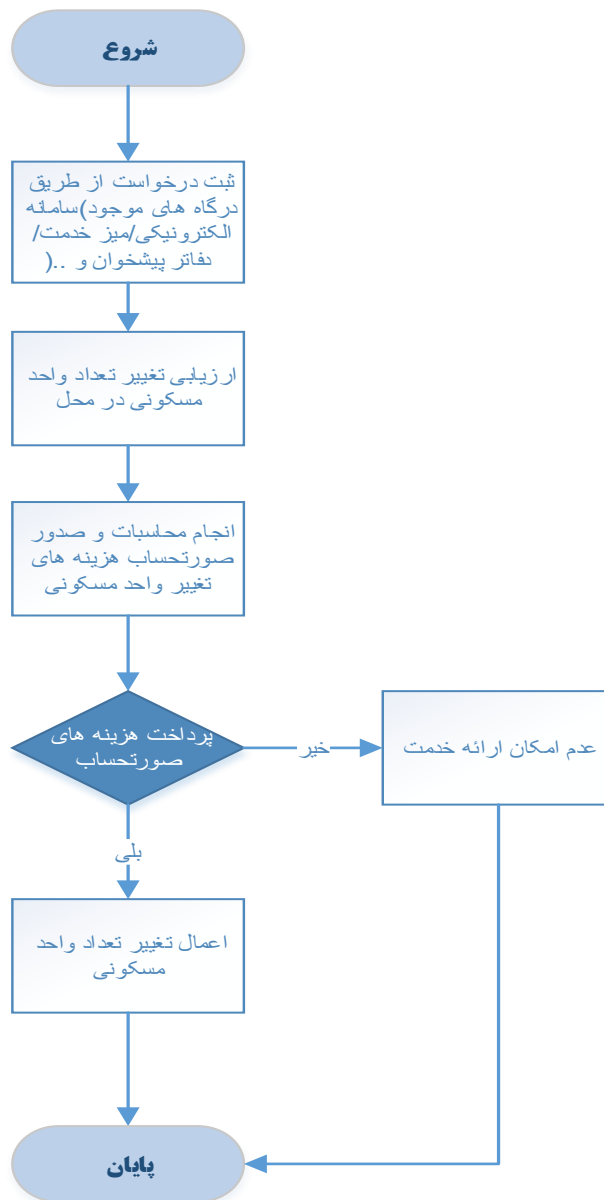 شروع
ثبت درخواست از طریق
درگاه های موجود(سامانه
الکترونیکی/میز خدمت/
دفاتر پیشخوان و ..)
ارزیابی تغییر تعداد واحد
مسکونی در محل
انجام محاسبات و صدور
صورتحساب هزینه های
تغییر واحد مسکونی
پرداخت هزینه های
صورتحساب
خیر
عدم امکان ارائه خدمت
بلی
اعمال تغییر تعداد واحد
مسکونی
پایان